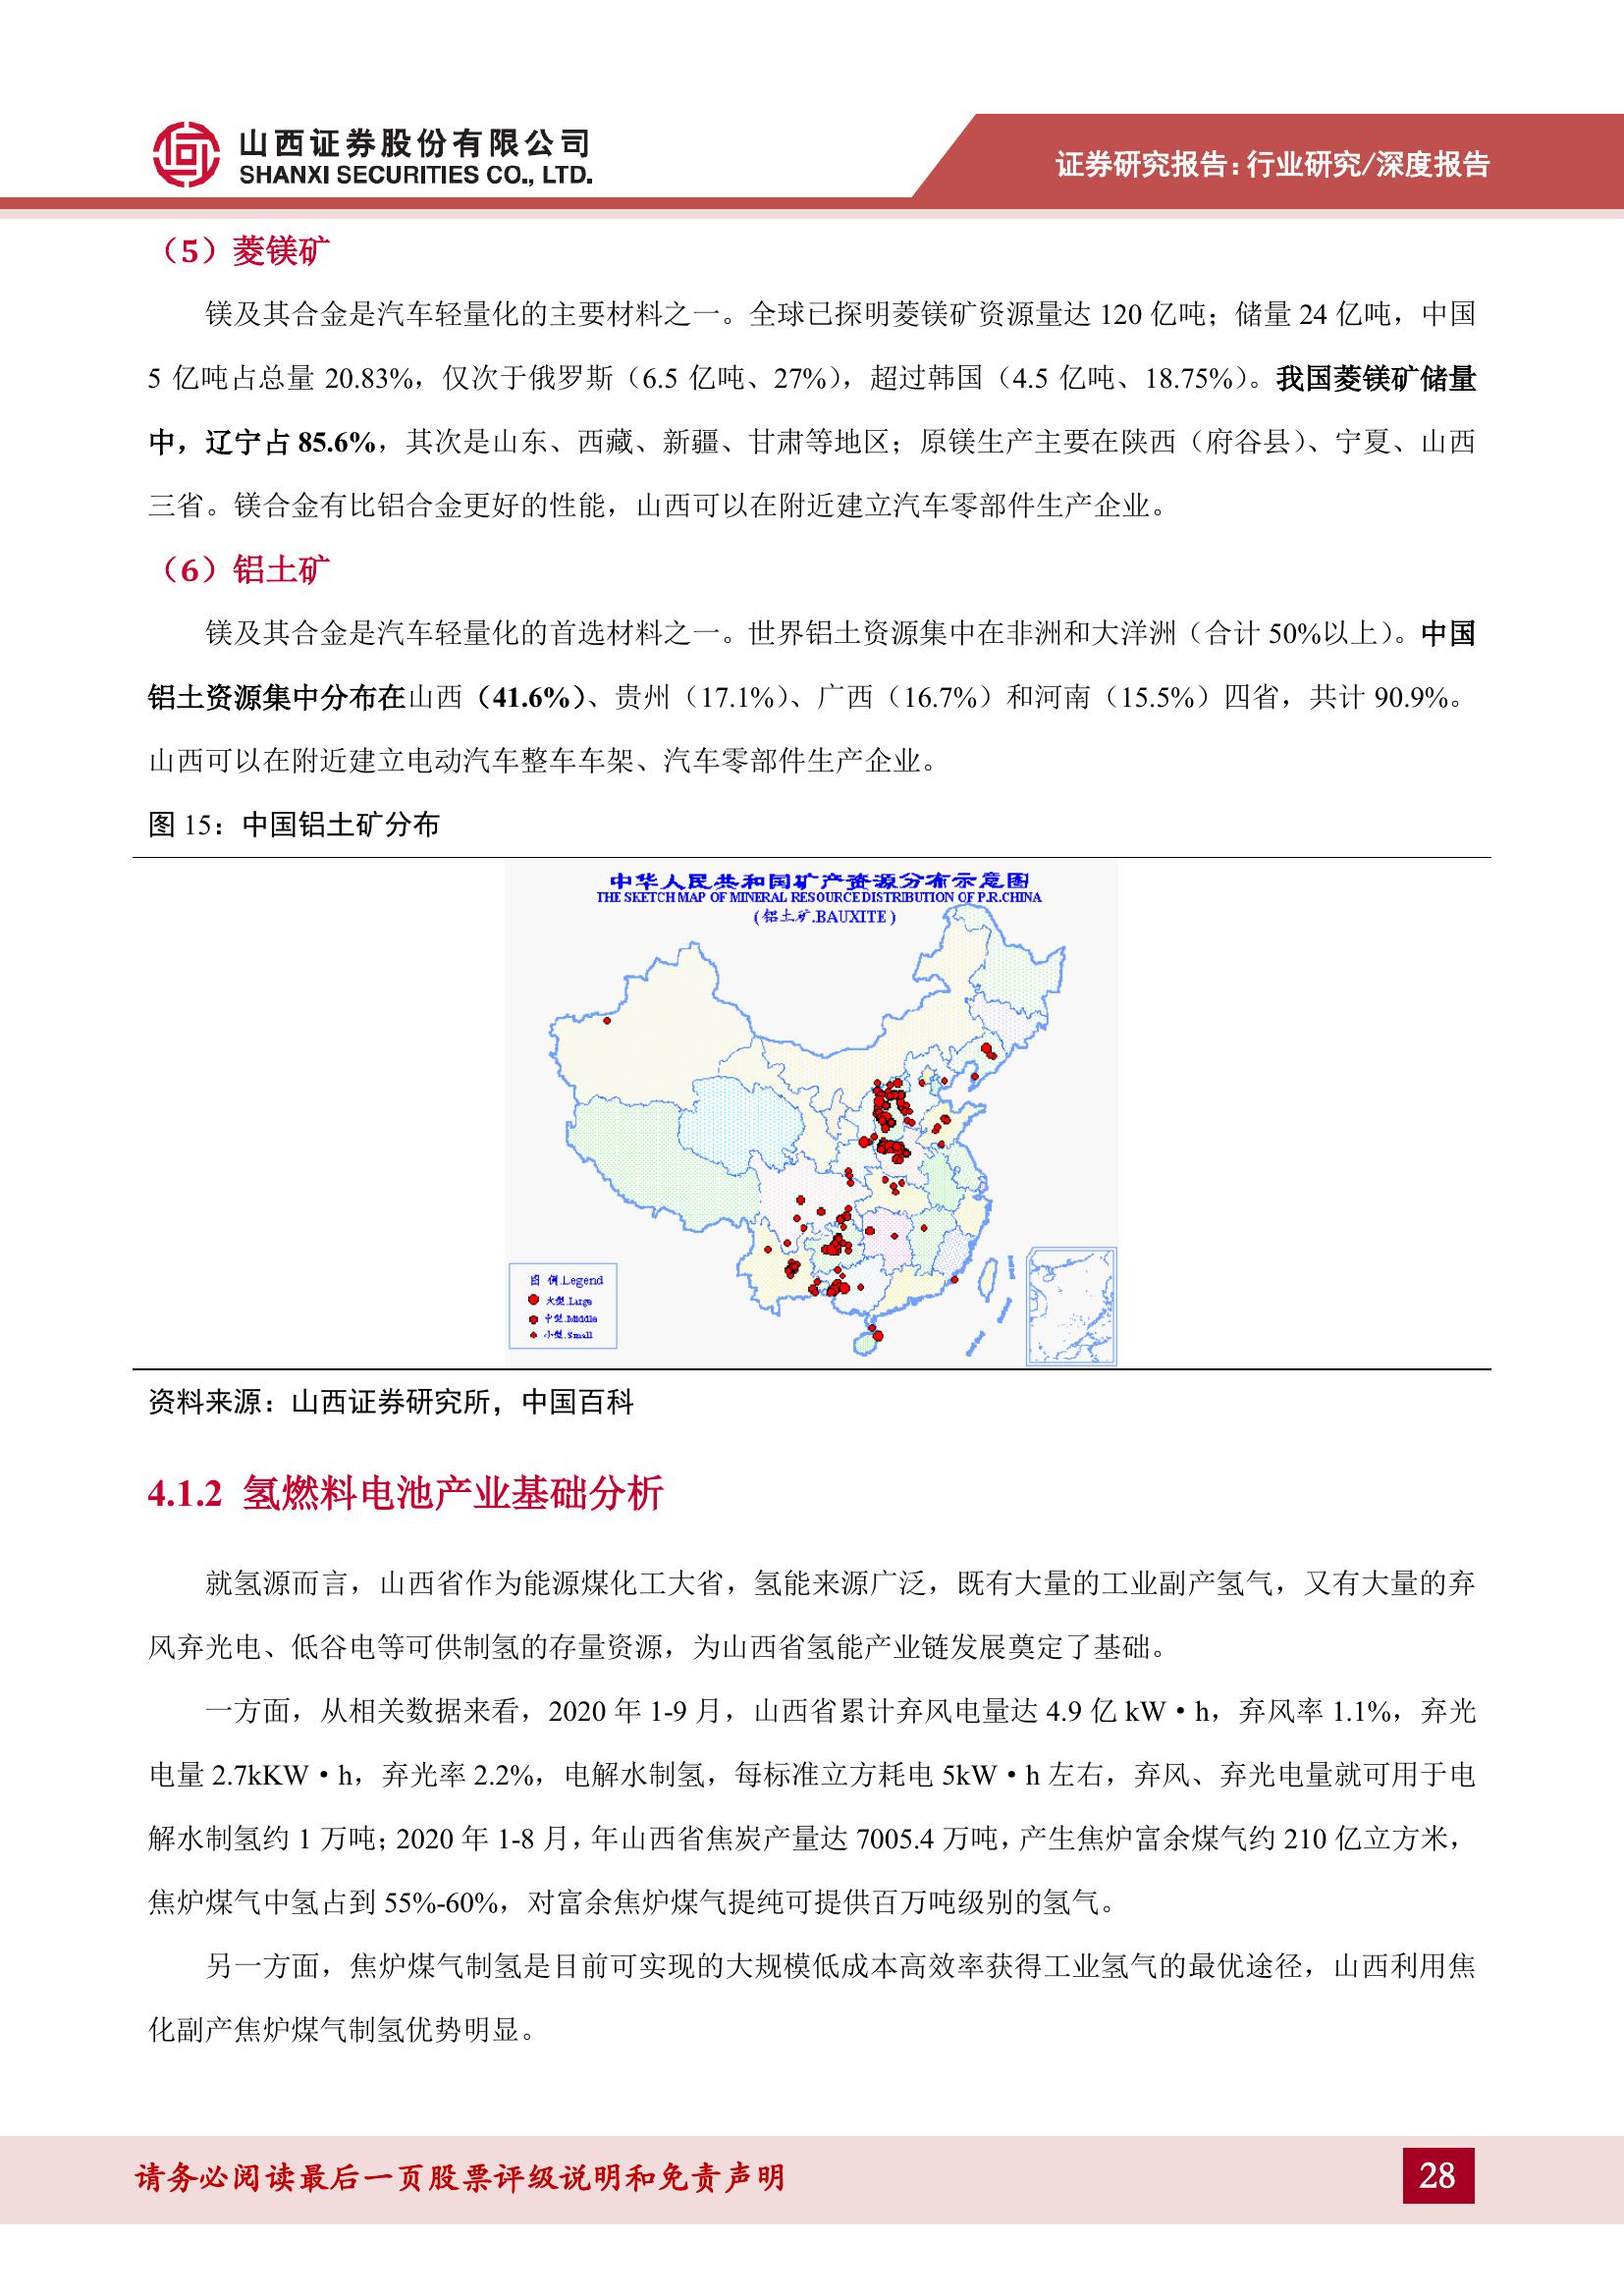 山西证券股份有限公司
SHANXI SECURITIES CO., LTD.
证券研究报告：行业研究/深度报告
（5）菱镁矿
镁及其合金是汽车轻量化的主要材料之一。全球已探明菱镁矿资源量达 120 亿吨；储量 24 亿吨，中国
5 亿吨占总量 20.83%，仅次于俄罗斯（6.5 亿吨、27%），超过韩国（4.5 亿吨、18.75%）。我国菱镁矿储量
中，辽宁占 85.6%，其次是山东、西藏、新疆、甘肃等地区；原镁生产主要在陕西（府谷县）、宁夏、山西
三省。镁合金有比铝合金更好的性能，山西可以在附近建立汽车零部件生产企业。
（6）铝土矿
镁及其合金是汽车轻量化的首选材料之一。世界铝土资源集中在非洲和大洋洲（合计 50%以上）。中国
铝土资源集中分布在山西（41.6%）、贵州（17.1%）、广西（16.7%）和河南（15.5%）四省，共计 90.9%。
山西可以在附近建立电动汽车整车车架、汽车零部件生产企业。
图 15：中国铝土矿分布
中华人民共和国矿产资源分布示意图
THE SKETCH MAP OF MINERAL RESOURCE DISTRIBUTION OF P.R.CHINA
(铝土矿.BAUXITE)
图 例.Legend
大型.Large
中型.Middle
小型.Small
资料来源：山西证券研究所，中国百科
4.1.2 氢燃料电池产业基础分析
就氢源而言，山西省作为能源煤化工大省，氢能来源广泛，既有大量的工业副产氢气，又有大量的弃
风弃光电、低谷电等可供制氢的存量资源，为山西省氢能产业链发展奠定了基础。
一方面，从相关数据来看，2020 年 1-9 月，山西省累计弃风电量达 4.9 亿 kW·h，弃风率 1.1%，弃光
电量 2.7kKW·h，弃光率 2.2%，电解水制氢，每标准立方耗电 5kW·h 左右，弃风、弃光电量就可用于电
解水制氢约 1 万吨；2020 年 1-8 月，年山西省焦炭产量达 7005.4 万吨，产生焦炉富余煤气约 210 亿立方米，
焦炉煤气中氢占到 55%-60%，对富余焦炉煤气提纯可提供百万吨级别的氢气。
另一方面，焦炉煤气制氢是目前可实现的大规模低成本高效率获得工业氢气的最优途径，山西利用焦
化副产焦炉煤气制氢优势明显。
请务必阅读最后一页股票评级说明和免责声明
28